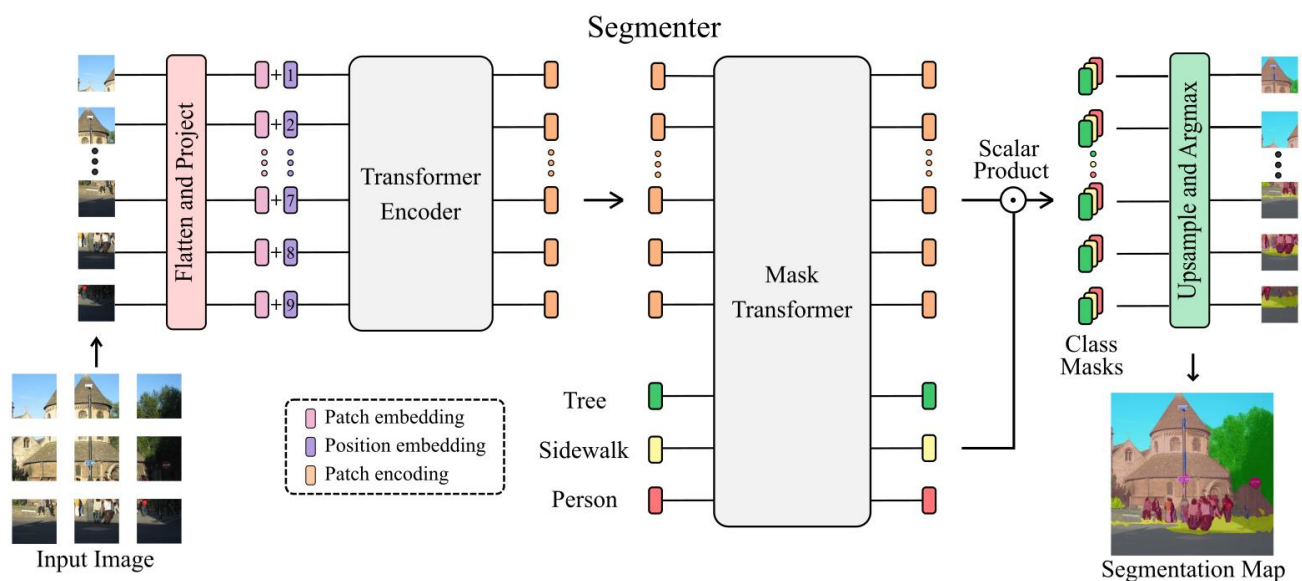 Segmenter
Flatten and Project
+ 1
+ 2
+ 7
+ 8
+ 9
Transformer
Encoder
Mask
Transformer
Scalar
Product
Upsample and Argmax
Class
Masks
Tree
Sidewalk
Person
Patch embedding
Position embedding
Patch encoding
Input Image
Segmentation Map